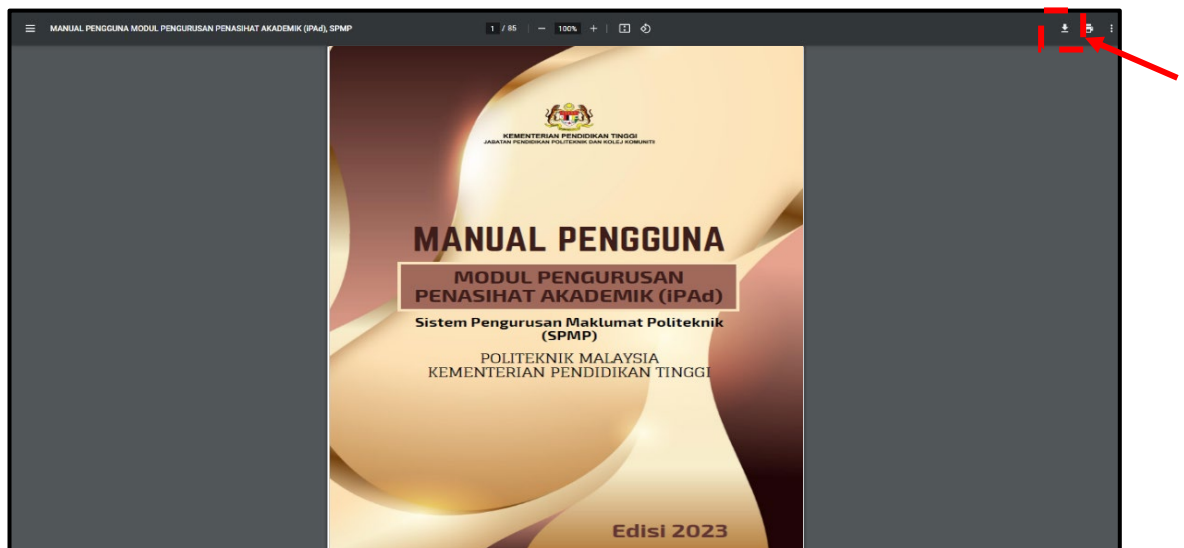 MANUAL PENGGUNA MODUL PENGURUSAN PENASIHAT AKADEMIK (IPAd), SPMP
1 / 85
100%
KEMENTERIAN PENDIDIKAN TINGGI
JABATAN PENDIDIKAN POLITEKNIK DAN KOLEJ KOMUNITI
MANUAL PENGGUNA
MODUL PENGURUSAN
PENASIHAT AKADEMIK (iPAd)
Sistem Pengurusan Maklumat Politeknik
(SPMP)
POLITEKNIK MALAYSIA
KEMENTERIAN PENDIDIKAN TINGGI
Edisi 2023